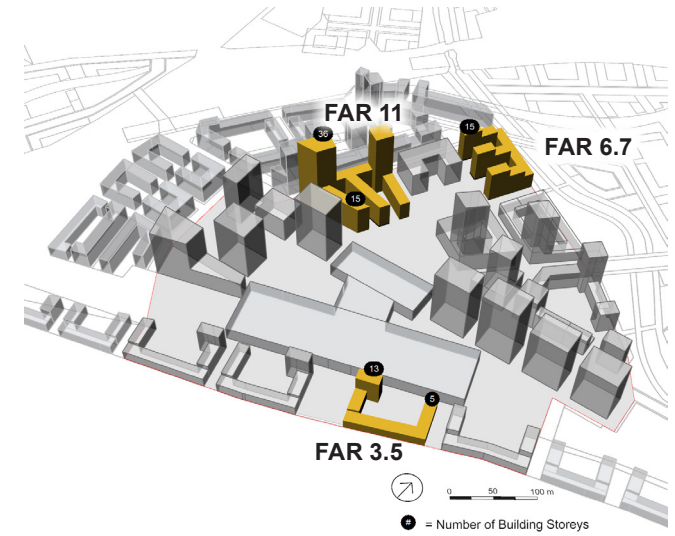 FAR 11
36
15
FAR 6.7
15
13
5
FAR 3.5
0 50 100 m
# = Number of Building Storeys